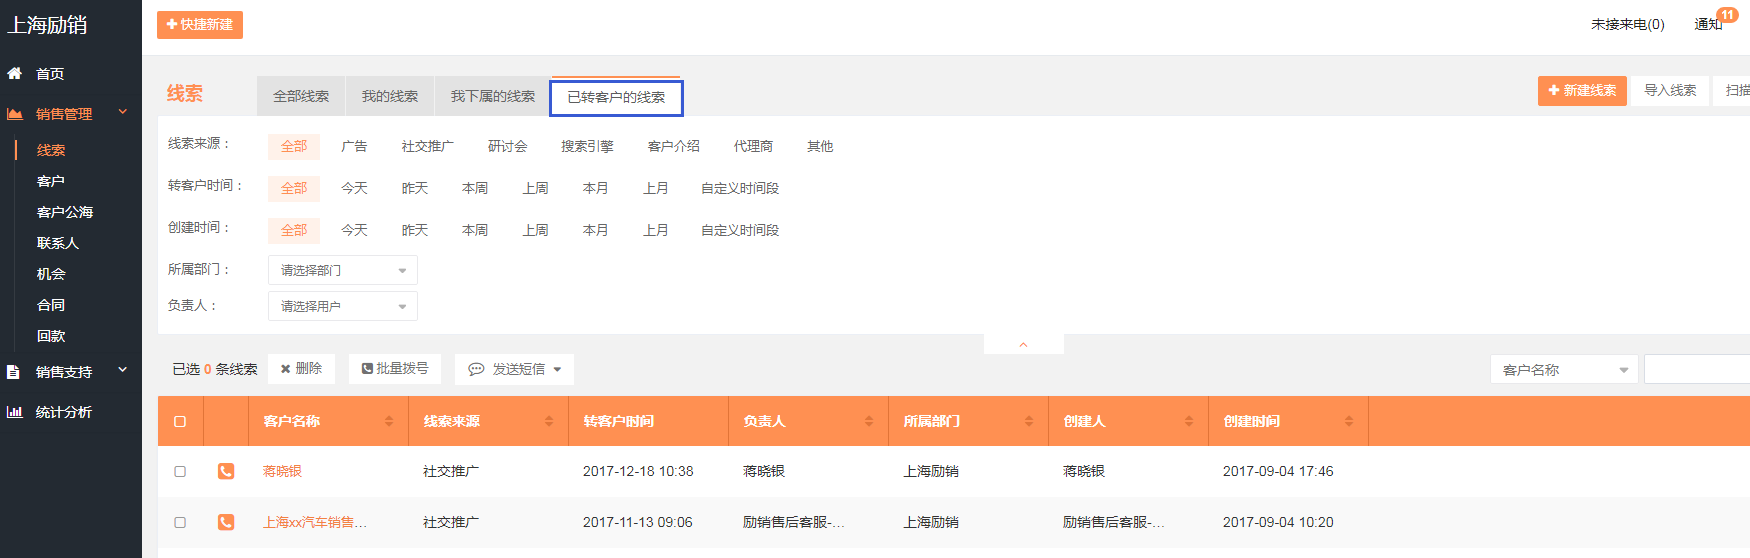 上海励销
快捷新建
未接来电(0)
通知
11
首页
销售管理
线索
客户
客户公海
联系人
机会
合同
回款
销售支持
统计分析
线索
全部线索 我的线索 我下属的线索 已转客户的线索
新建线索 导入线索 扫描
线索来源： 全部 广告 社交推广 研讨会 搜索引擎 客户介绍 代理商 其他
转客户时间： 全部 今天 昨天 本周 上周 本月 上月 自定义时间段
创建时间： 全部 今天 昨天 本周 上周 本月 上月 自定义时间段
所属部门： 请选择部门
负责人： 请选择用户
已选 0 条线索 删除 批量拨号 发送短信 客户名称
客户名称 线索来源 转客户时间 负责人 所属部门 创建人 创建时间
蒋晓银 社交推广 2017-12-18 10:38 蒋晓银 上海励销 蒋晓银 2017-09-04 17:46
上海xx汽车销售… 社交推广 2017-11-13 09:06 励销售后客服-… 上海励销 励销售后客服-… 2017-09-04 10:20